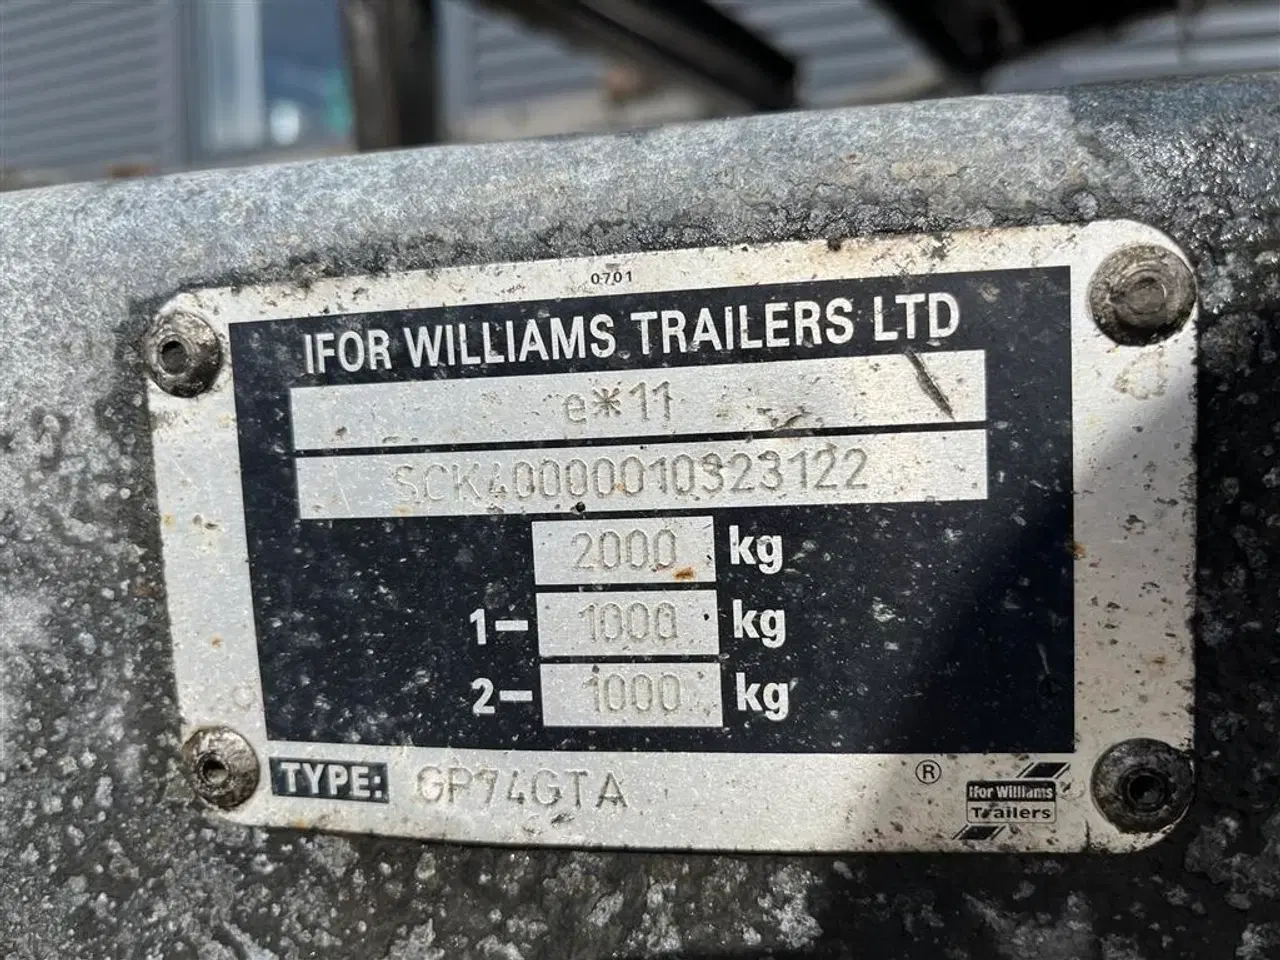 0701
IFOR WILLIAMS TRAILERS LTD
e*11
SCK40000010323122
2000 kg
1- 1000 kg
2- 1000 kg
TYPE: GP74GTA
®
Ifor Williams
Trailers